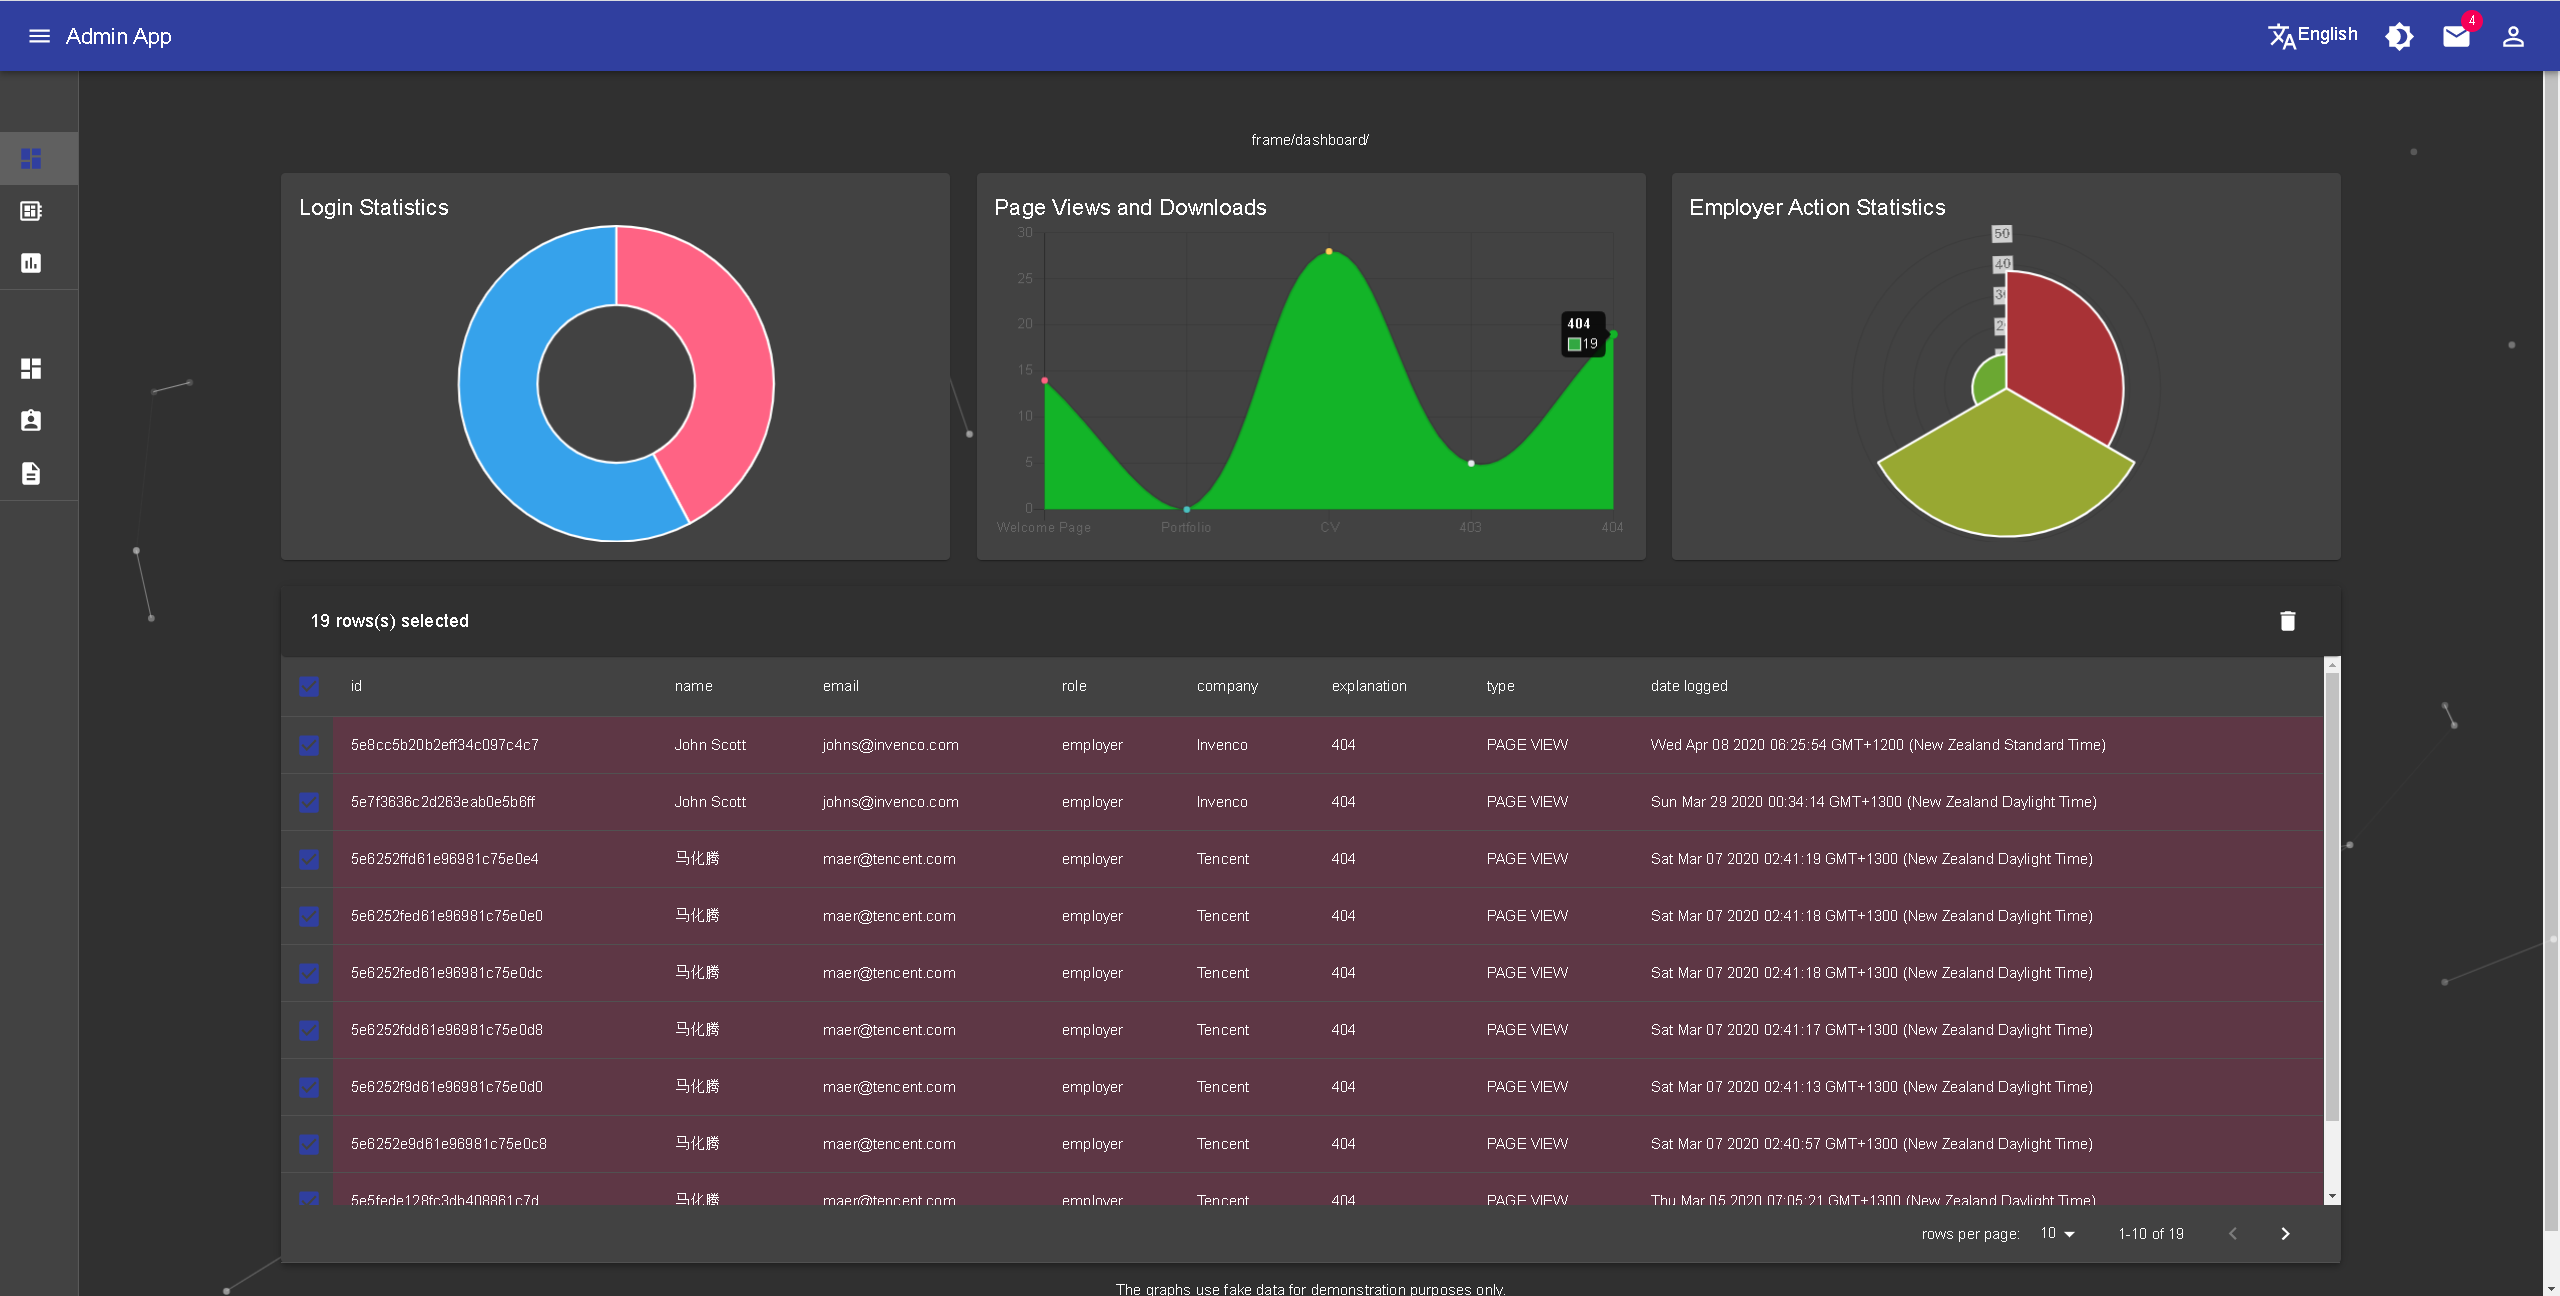 Admin App
English
4
frame/dashboard/
Login Statistics
Page Views and Downloads
30
25
20
15
10
5
0
Welcome Page Portfolio CV 403 404
404
19
Employer Action Statistics
50
40
19 rows(s) selected
id name email role company explanation type date logged
5e8cc5b20b2eff34c097c4c7 John Scott johns@invenco.com employer Invenco 404 PAGE VIEW Wed Apr 08 2020 06:25:54 GMT+1200 (New Zealand Standard Time)
5e7f3636c2d263eab0e5b6ff John Scott johns@invenco.com employer Invenco 404 PAGE VIEW Sun Mar 29 2020 00:34:14 GMT+1300 (New Zealand Daylight Time)
5e6252ffd61e96981c75e0e4 马化腾 maer@tencent.com employer Tencent 404 PAGE VIEW Sat Mar 07 2020 02:41:19 GMT+1300 (New Zealand Daylight Time)
5e6252fed61e96981c75e0e0 马化腾 maer@tencent.com employer Tencent 404 PAGE VIEW Sat Mar 07 2020 02:41:18 GMT+1300 (New Zealand Daylight Time)
5e6252fed61e96981c75e0dc 马化腾 maer@tencent.com employer Tencent 404 PAGE VIEW Sat Mar 07 2020 02:41:18 GMT+1300 (New Zealand Daylight Time)
5e6252fdd61e96981c75e0d8 马化腾 maer@tencent.com employer Tencent 404 PAGE VIEW Sat Mar 07 2020 02:41:17 GMT+1300 (New Zealand Daylight Time)
5e6252f9d61e96981c75e0d0 马化腾 maer@tencent.com employer Tencent 404 PAGE VIEW Sat Mar 07 2020 02:41:13 GMT+1300 (New Zealand Daylight Time)
5e6252e9d61e96981c75e0c8 马化腾 maer@tencent.com employer Tencent 404 PAGE VIEW Sat Mar 07 2020 02:40:57 GMT+1300 (New Zealand Daylight Time)
5e5fede128fc3db408861c7d 马化腾 maer@tencent.com employer Tencent 404 PAGE VIEW Thu Mar 05 2020 07:05:21 GMT+1300 (New Zealand Daylight Time)
rows per page: 10 1-10 of 19
The graphs use fake data for demonstration purposes only.